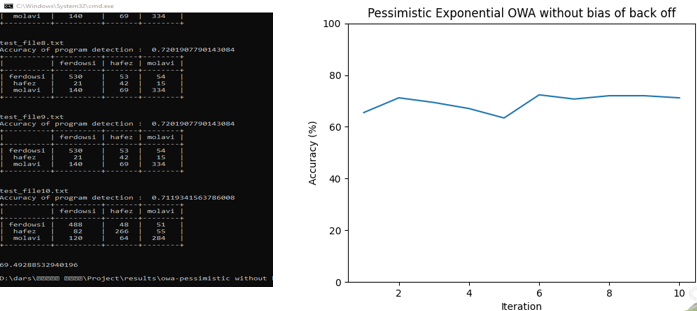 C:\Windows\System32\cmd.exe
|   molavi  |   140   |   69   |   334   |
+-----------+----------+-------+--------+
test_file8.txt
Accuracy of program detection :  0.7201907790143084
+-----------+----------+-------+--------+
|           | ferdowsi | hafez | molavi |
+-----------+----------+-------+--------+
|  ferdowsi |   530    |   53  |   54   |
|   hafez   |    21    |   42  |   15   |
|   molavi  |   140    |   69  |  334   |
+-----------+----------+-------+--------+
test_file9.txt
Accuracy of program detection :  0.7201907790143084
+-----------+----------+-------+--------+
|           | ferdowsi | hafez | molavi |
+-----------+----------+-------+--------+
|  ferdowsi |   530    |   53  |   54   |
|   hafez   |    21    |   42  |   15   |
|   molavi  |   140    |   69  |  334   |
+-----------+----------+-------+--------+
test_file10.txt
Accuracy of program detection :  0.7119341563786008
+-----------+----------+-------+--------+
|           | ferdowsi | hafez | molavi |
+-----------+----------+-------+--------+
|  ferdowsi |   488    |   48  |   51   |
|   hafez   |    82    |  266  |   55   |
|   molavi  |   120    |   64  |  284   |
+-----------+----------+-------+--------+
69.49288532940196
D:\dars\ \Project\results\owa-pessimistic without
Pessimistic Exponential OWA without bias of back off
100
80
60
40
20
0
Accuracy (%)
2 4 6 8 10
Iteration